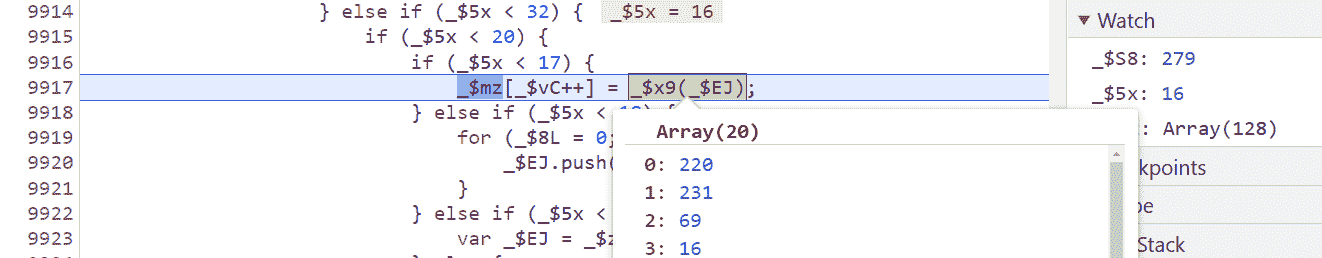 9914 } else if (_$5x < 32) { _$5x = 16
9915 if (_$5x < 20) {
9916 if (_$5x < 17) {
9917 _$mz[_$vC++] = _$x9(_$EJ);
9918 } else if (_$5x <
9919 for (_$8L = 0;
9920 _$EJ.push(
9921 }
9922 } else if (_$5x <
9923 var _$EJ = _$z
Array(20)
0: 220
1: 231
2: 69
3: 16
▼ Watch
_$S8: 279
_$5x: 16
: Array(128)
kpoints
pe
Stack